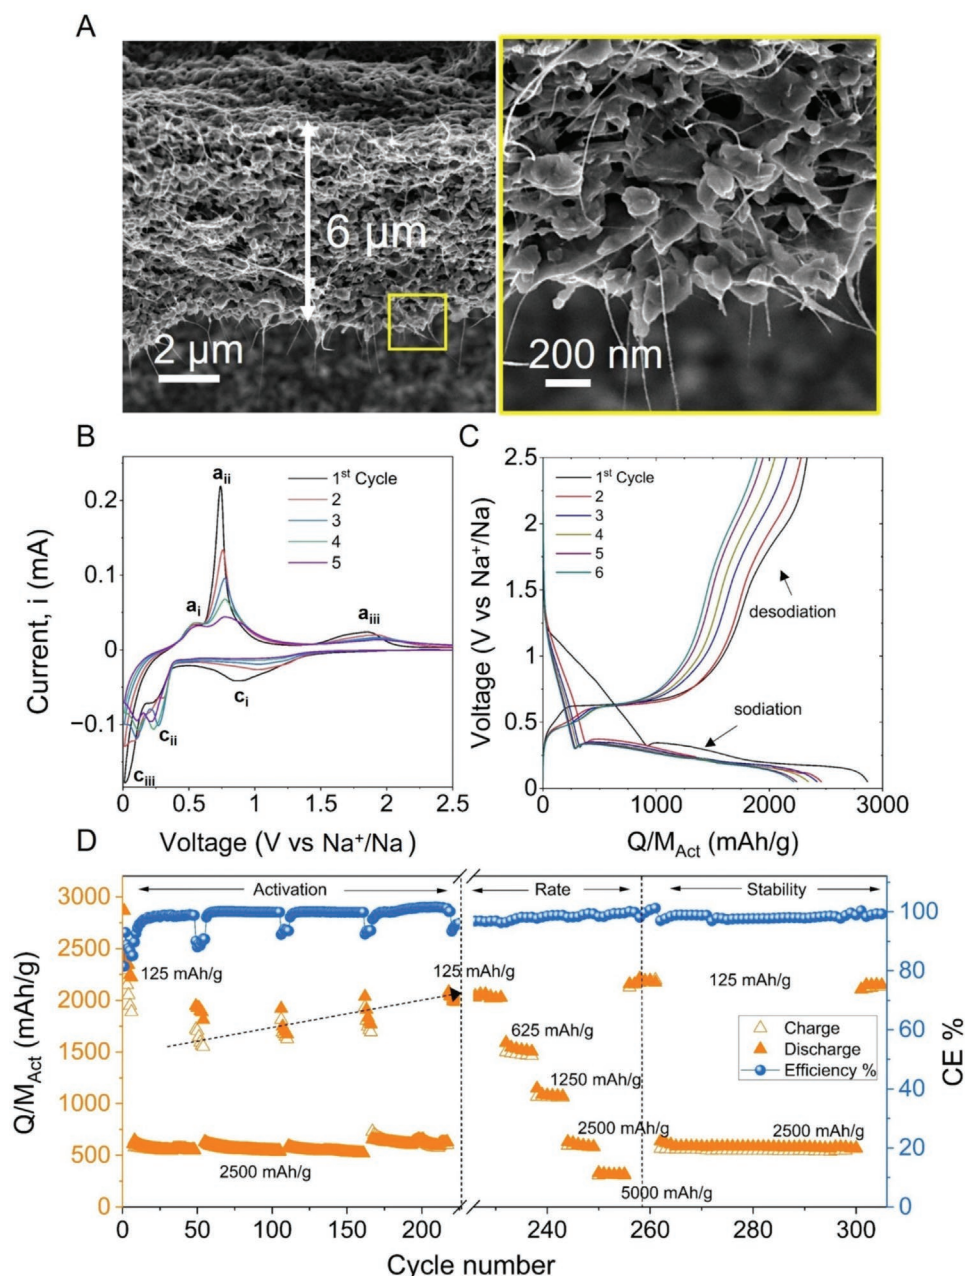 A
6 μm
2 μm
200 nm
B
C
Current, i (mA)
0.2
0.1
0
−0.1
a_ii
a_i
a_iii
c_i
c_ii
c_iii
1st Cycle
2
3
4
5
0
0.5
1
1.5
2
2.5
Voltage (V vs Na⁺/Na)
Voltage (V vs Na⁺/Na)
2.5
2
1.5
1
0.5
0
1st Cycle
2
3
4
5
6
desodiation
sodiation
0
1000
2000
3000
Q/M_Act (mAh/g)
D
Q/M_Act (mAh/g)
3000
2500
2000
1500
1000
500
0
Activation
Rate
Stability
125 mAh/g
125 mAh/g
125 mAh/g
625 mAh/g
1250 mAh/g
2500 mAh/g
2500 mAh/g
2500 mAh/g
5000 mAh/g
Charge
Discharge
Efficiency %
100
80
60
40
20
0
CE %
0
50
100
150
200
240
260
280
300
Cycle number